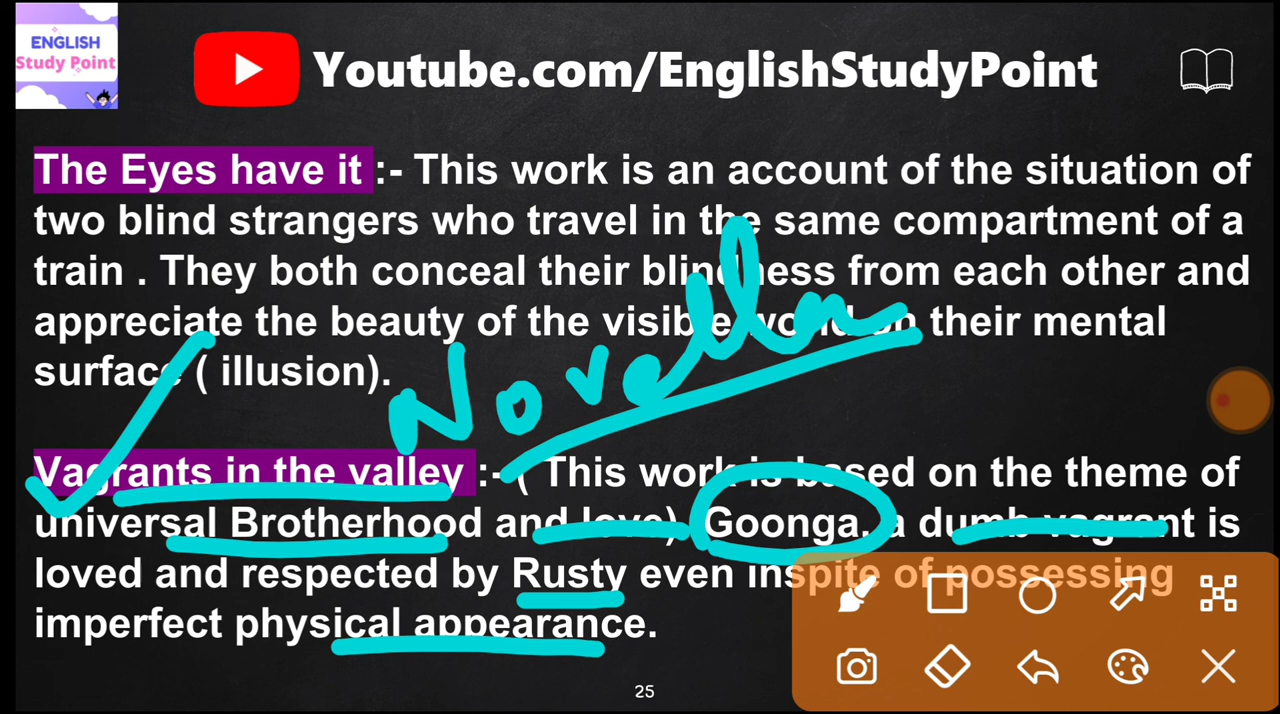 ENGLISH
Study Point
Youtube.com/EnglishStudyPoint
The Eyes have it :- This work is an account of the situation of
two blind strangers who travel in the same compartment of a
train . They both conceal their blindness from each other and
appreciate the beauty of the visible world on their mental
surface ( illusion).
Novella
Vagrants in the valley :- ( This work is based on the theme of
universal Brotherhood and love) Goonga, a dumb vagrant is
loved and respected by Rusty even inspite of possessing
imperfect physical appearance.
25